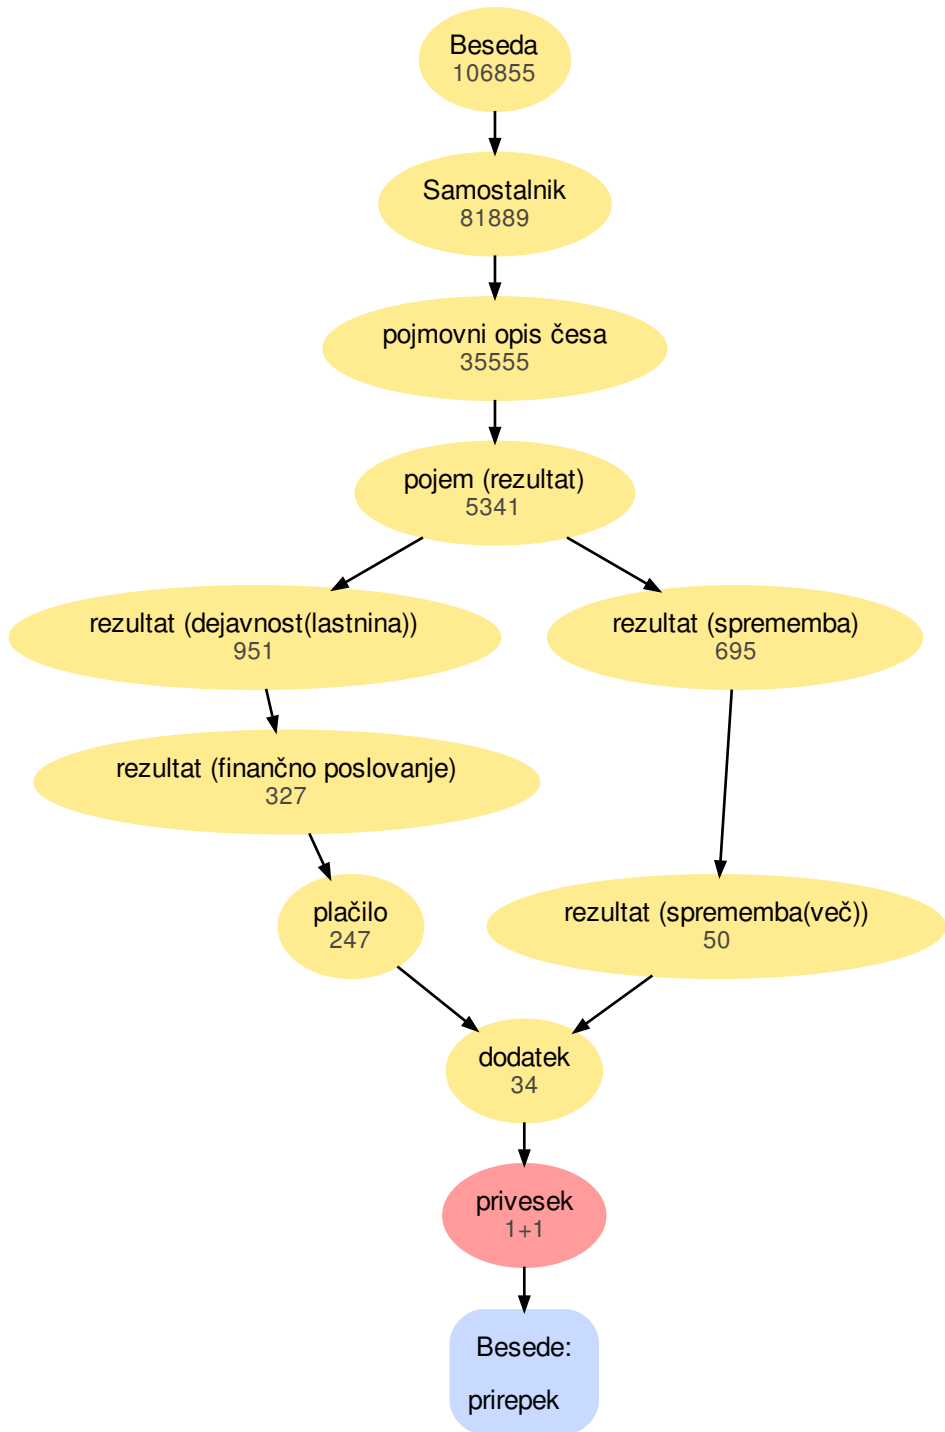 Beseda
106855
Samostalnik
81889
pojmovni opis česa
35555
pojem (rezultat)
5341
rezultat (dejavnost(lastnina))
951
rezultat (sprememba)
695
rezultat (finančno poslovanje)
327
plačilo
247
rezultat (sprememba(več))
50
dodatek
34
privesek
1+1
Besede:
prirepek